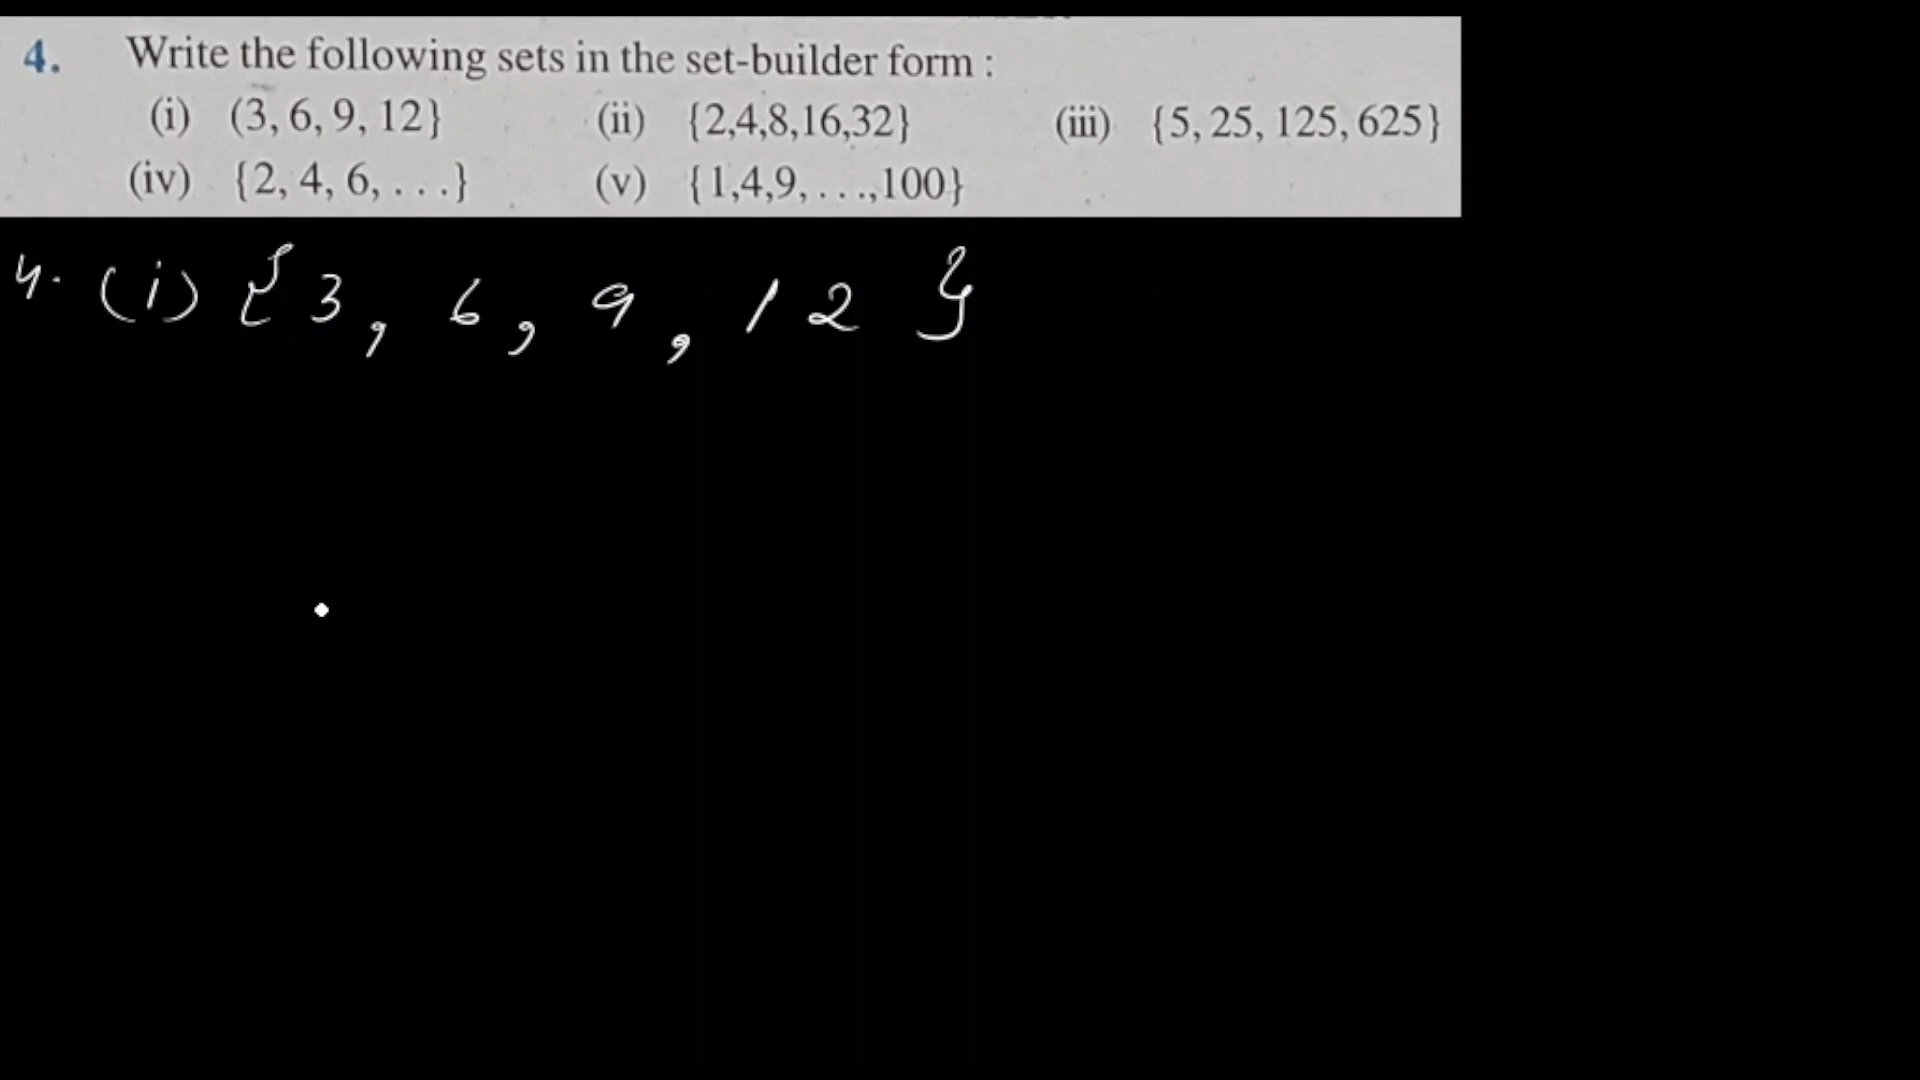 4. Write the following sets in the set-builder form :
(i) (3, 6, 9, 12} (ii) {2,4,8,16,32} (iii) {5, 25, 125, 625}
(iv) {2, 4, 6, . . .} (v) {1,4,9, . . .,100}
4. (i) { 3, 6, 9, 12 }